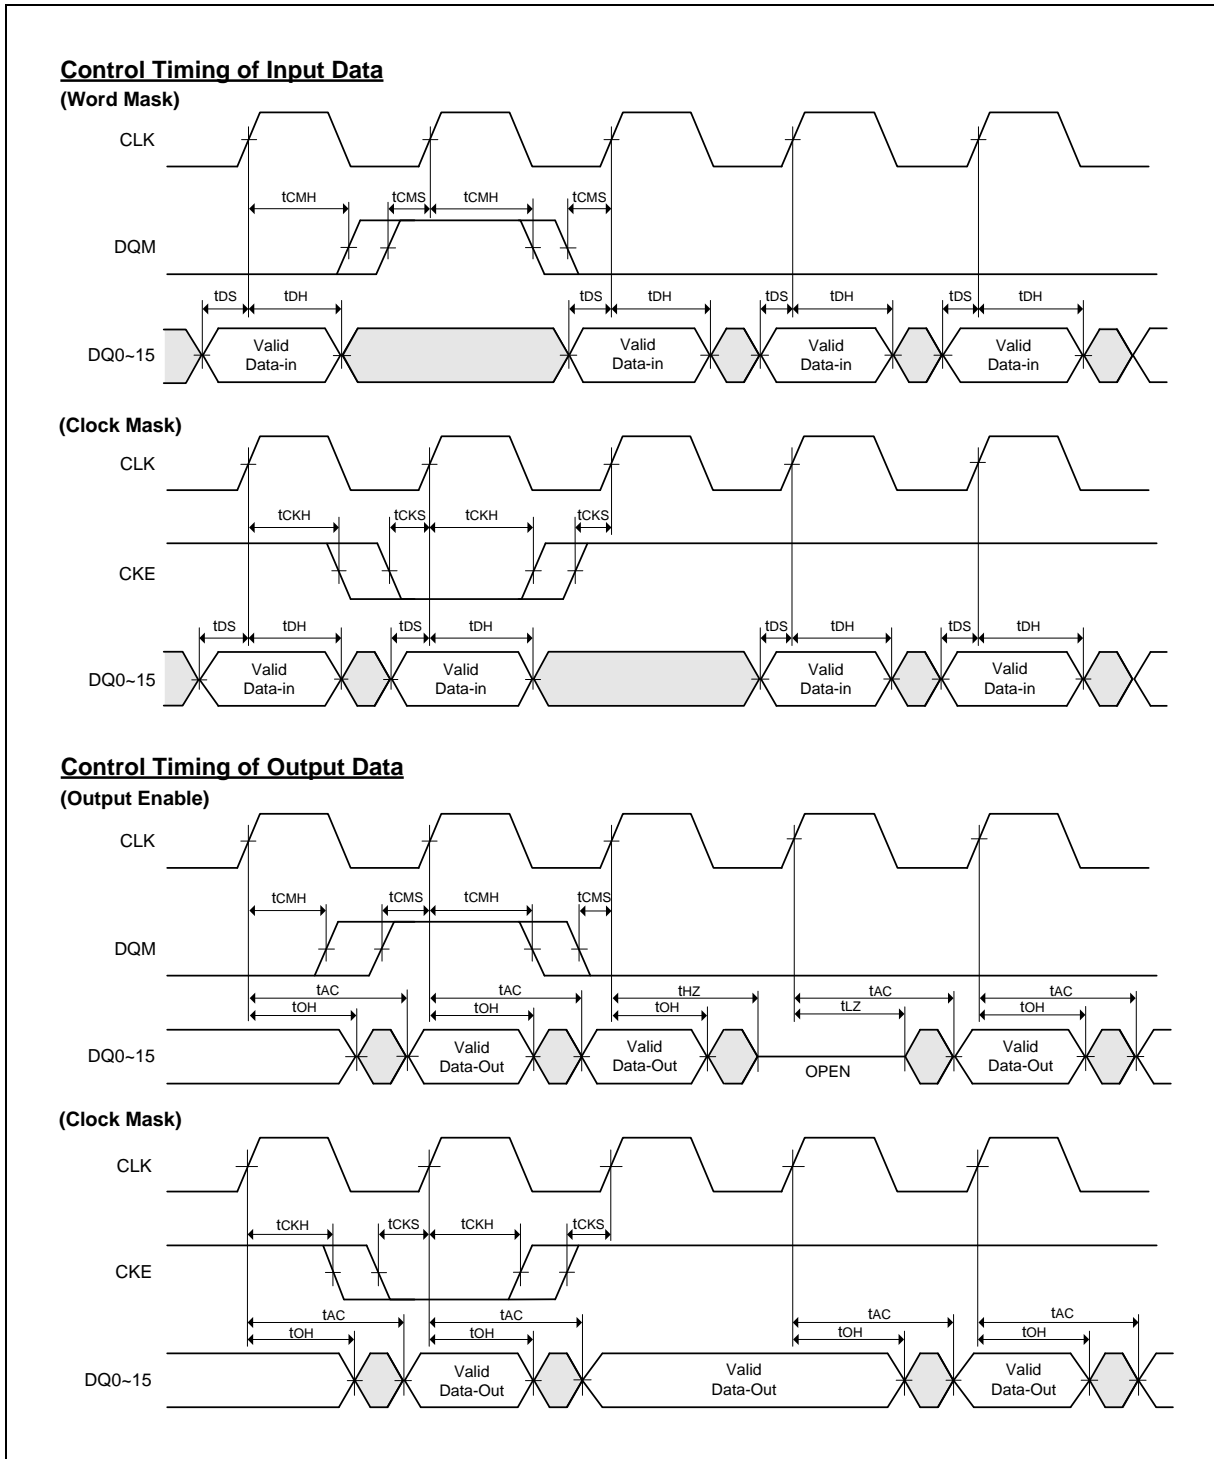 Control Timing of Input Data
(Word Mask)
CLK
tCMH tCMS tCMH tCMS
DQM
tDS tDH tDS tDH tDS tDH tDS tDH
DQ0~15
Valid Data-in
Valid Data-in
Valid Data-in
Valid Data-in
(Clock Mask)
CLK
tCKH tCKS tCKH tCKS
CKE
tDS tDH tDS tDH tDS tDH tDS tDH
DQ0~15
Valid Data-in
Valid Data-in
Valid Data-in
Valid Data-in
Control Timing of Output Data
(Output Enable)
CLK
tCMH tCMS tCMH tCMS
DQM
tAC tAC tHZ tAC tAC
tOH tOH tOH tLZ tOH
DQ0~15
Valid Data-Out
Valid Data-Out
OPEN
Valid Data-Out
(Clock Mask)
CLK
tCKH tCKS tCKH tCKS
CKE
tAC tAC tAC tAC
tOH tOH tOH tOH
DQ0~15
Valid Data-Out
Valid Data-Out
Valid Data-Out